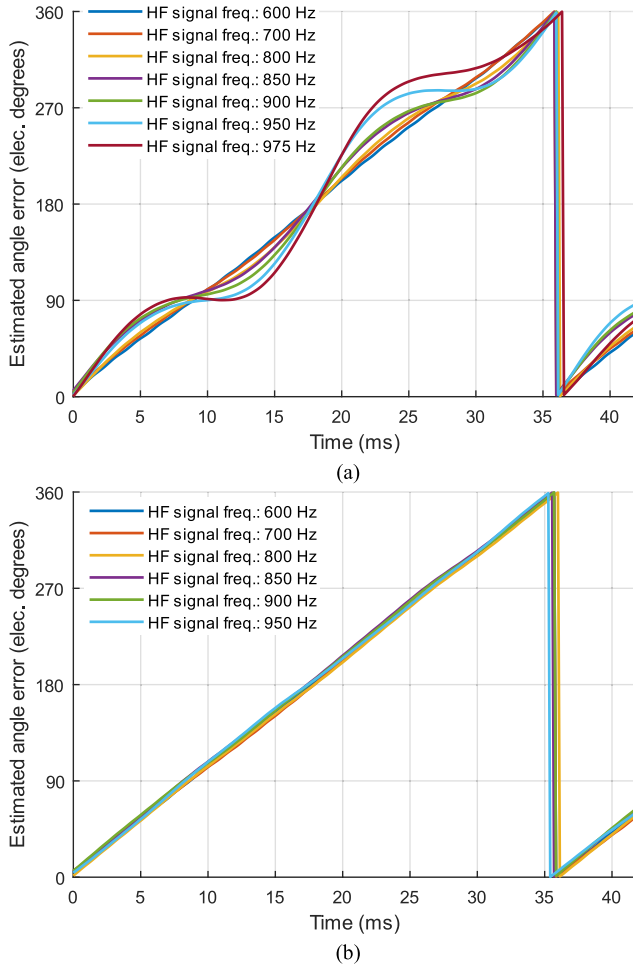 360
270
180
90
0
Estimated angle error (elec. degrees)
HF signal freq.: 600 Hz
HF signal freq.: 700 Hz
HF signal freq.: 800 Hz
HF signal freq.: 850 Hz
HF signal freq.: 900 Hz
HF signal freq.: 950 Hz
HF signal freq.: 975 Hz
0 5 10 15 20 25 30 35 40
Time (ms)
(a)
360
270
180
90
0
Estimated angle error (elec. degrees)
HF signal freq.: 600 Hz
HF signal freq.: 700 Hz
HF signal freq.: 800 Hz
HF signal freq.: 850 Hz
HF signal freq.: 900 Hz
HF signal freq.: 950 Hz
0 5 10 15 20 25 30 35 40
Time (ms)
(b)